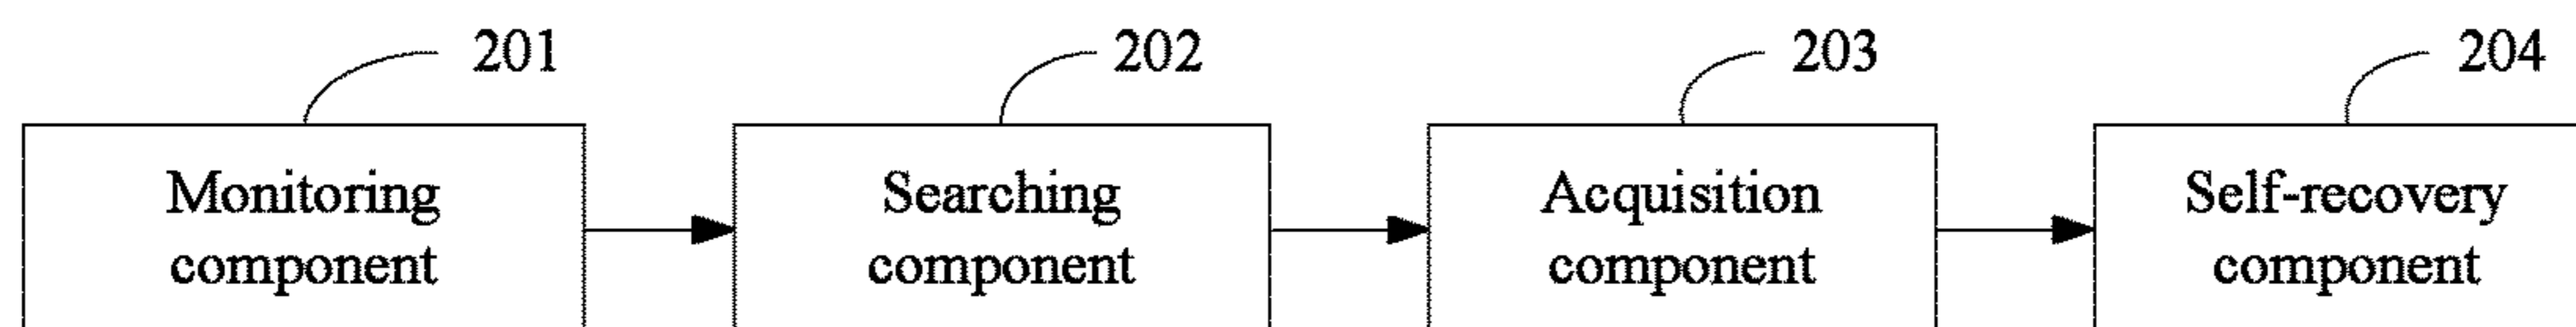 201
202
203
204
Monitoring
component
Searching
component
Acquisition
component
Self-recovery
component